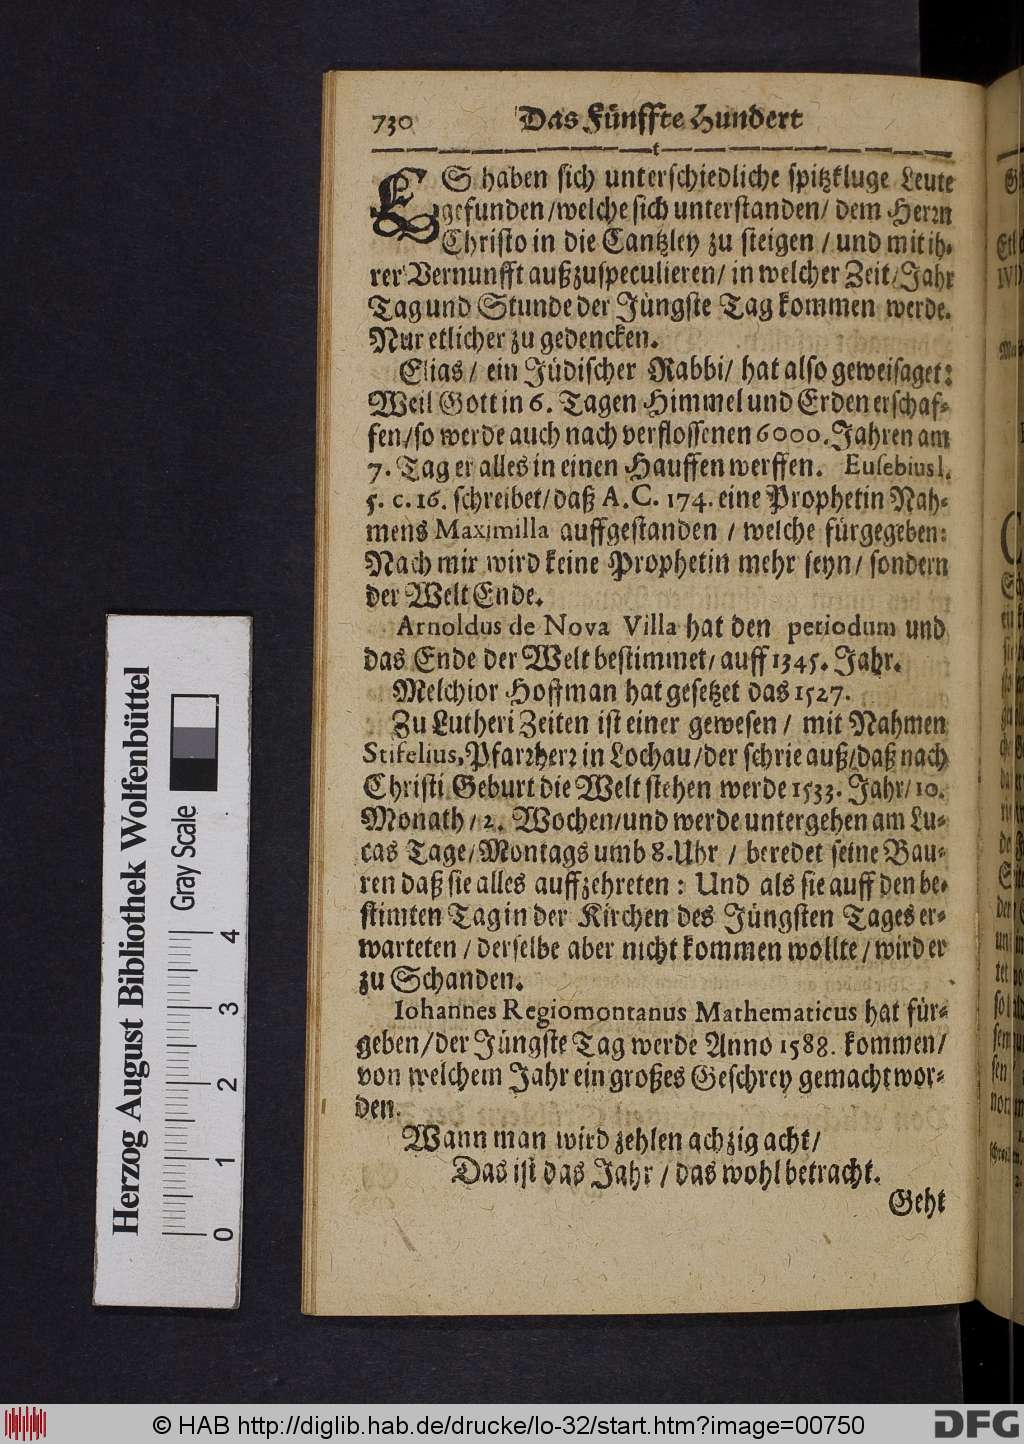 730 Das Fünffte Hundert
ES haben sich unterschiedliche spitzkluge Leute
gefunden/welche sich unterstanden/ dem Herrn
Christo in die Cantzley zu steigen / und mit ih-
rer Vernunfft außzuspeculieren/ in welcher Zeit/Jahr
Tag und Stunde der Jüngste Tag kommen werde.
Nur etlicher zu gedencken.
Elias / ein Jüdischer Rabbi/ hat also geweisaget:
Weil Gott in 6. Tagen Himmel und Erden erschaf-
fen/so werde auch nach verflossenen 6000. Jahren am
7. Tag er alles in einen Hauffen werffen. Eusebius l.
5. c. 16. schreibet/daß A. C. 174. eine Prophetin Nah-
mens Maximilla auffgestanden / welche fürgegeben:
Nach mir wird keine Prophetin mehr seyn/ sondern
der Welt Ende.
Arnoldus de Nova Villa hat den periodum und
das Ende der Welt bestimmet/ auff 1345. Jahr.
Melchior Hoffman hat gesetzet das 1527.
Zu Lutheri Zeiten ist einer gewesen / mit Nahmen
Stifelius, Pfarrherr in Lochau/der schrie auß/daß nach
Christi Geburt die Welt stehen werde 1533. Jahr/ 10.
Monath/ 2. Wochen/und werde untergehen am Lu-
cas Tage/Montags umb 8. Uhr / beredet seine Bau-
ren daß sie alles auffzehreten : Und als sie auff den be-
stimten Tag in der Kirchen des Jüngsten Tages er-
warteten / derselbe aber nicht kommen wollte / wird er
zu Schanden.
Iohannes Regiomontanus Mathematicus hat für-
geben/der Jüngste Tag werde Anno 1588. kommen/
von welchem Jahr ein großes Geschrey gemacht wor-
den.
Wann man wird zehlen achzig acht/
Das ist das Jahr / das wohl betracht.
Geht
Herzog August Bibliothek Wolfenbüttel
Gray Scale
0 1 2 3 4
© HAB http://diglib.hab.de/drucke/lo-32/start.htm?image=00750
DFG